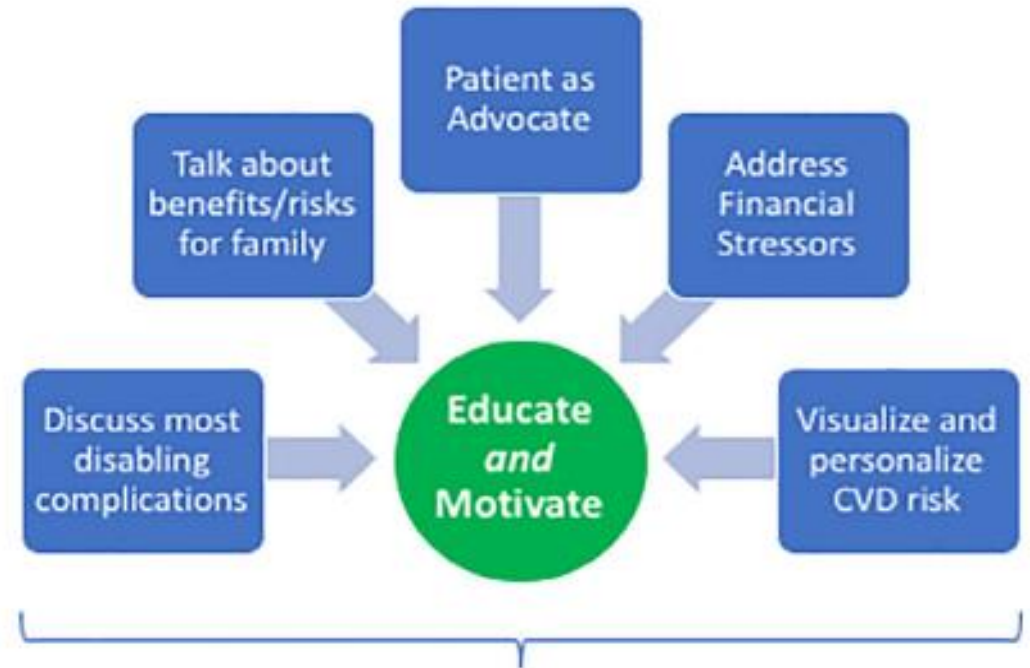 Patient as
Advocate
Talk about
benefits/risks
for family
Address
Financial
Stressors
Discuss most
disabling
complications
Educate
and
Motivate
Visualize and
personalize
CVD risk